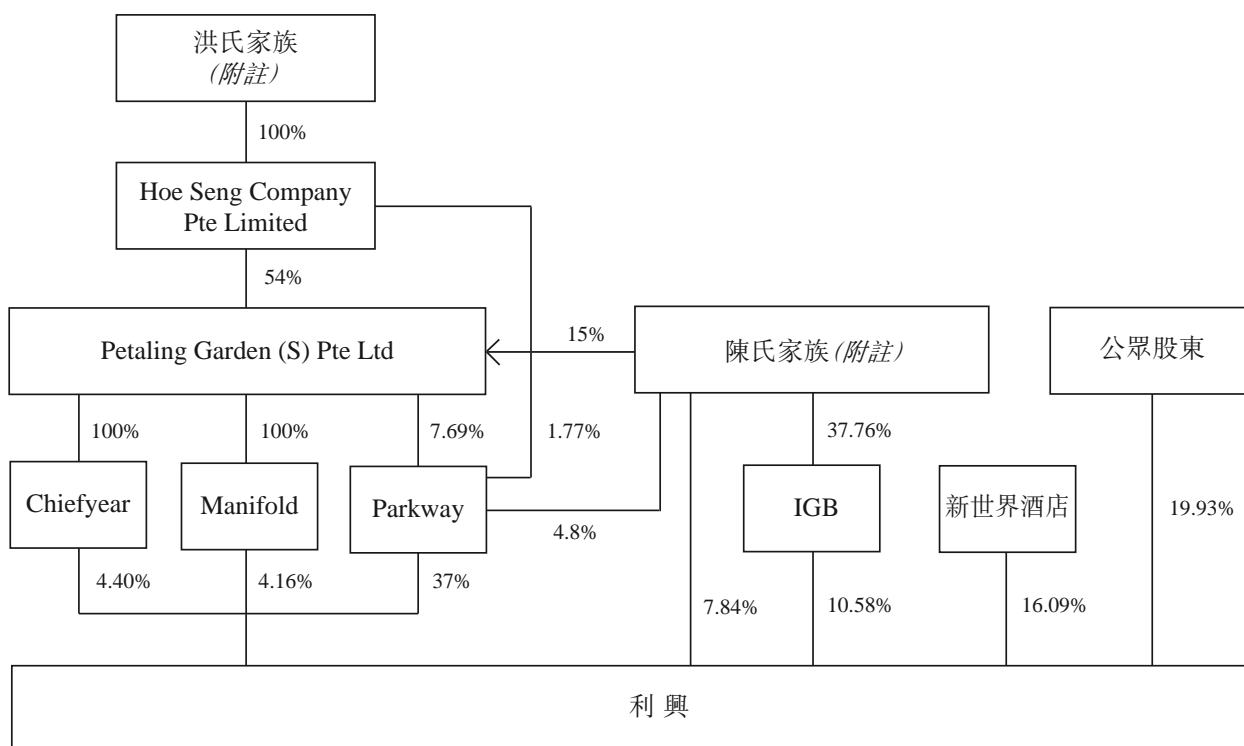 洪氏家族
(附註)
100%
Hoe Seng Company
Pte Limited
54%
Petaling Garden (S) Pte Ltd
15%
陳氏家族(附註)
公眾股東
100%
100%
7.69%
1.77%
37.76%
Chiefyear
Manifold
Parkway
IGB
新世界酒店
19.93%
4.8%
4.40%
4.16%
37%
7.84%
10.58%
16.09%
利興